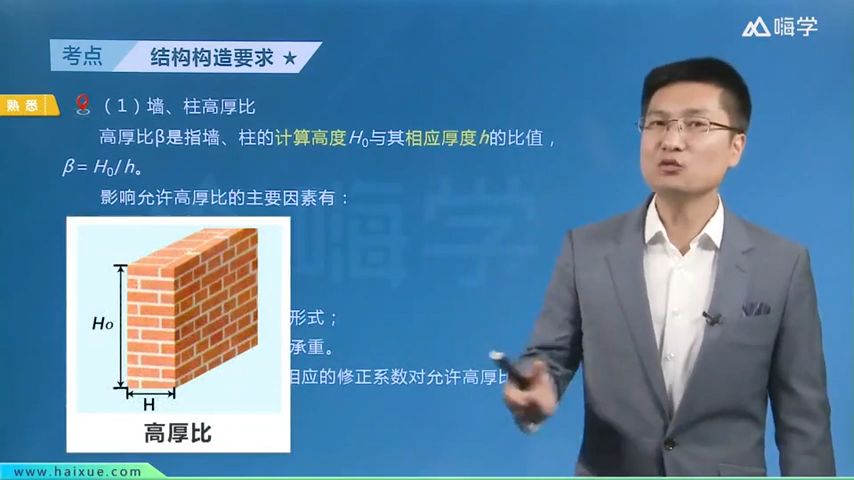 嗨学
考点 结构构造要求 ★
熟悉 （1）墙、柱高厚比
高厚比β是指墙、柱的计算高度H₀与其相应厚度h的比值，
β = H₀/ h。
影响允许高厚比的主要因素有：
嗨学
形式；
Ho
承重。
相应的修正系数对允许高厚比
H
高厚比
www.haixue.com